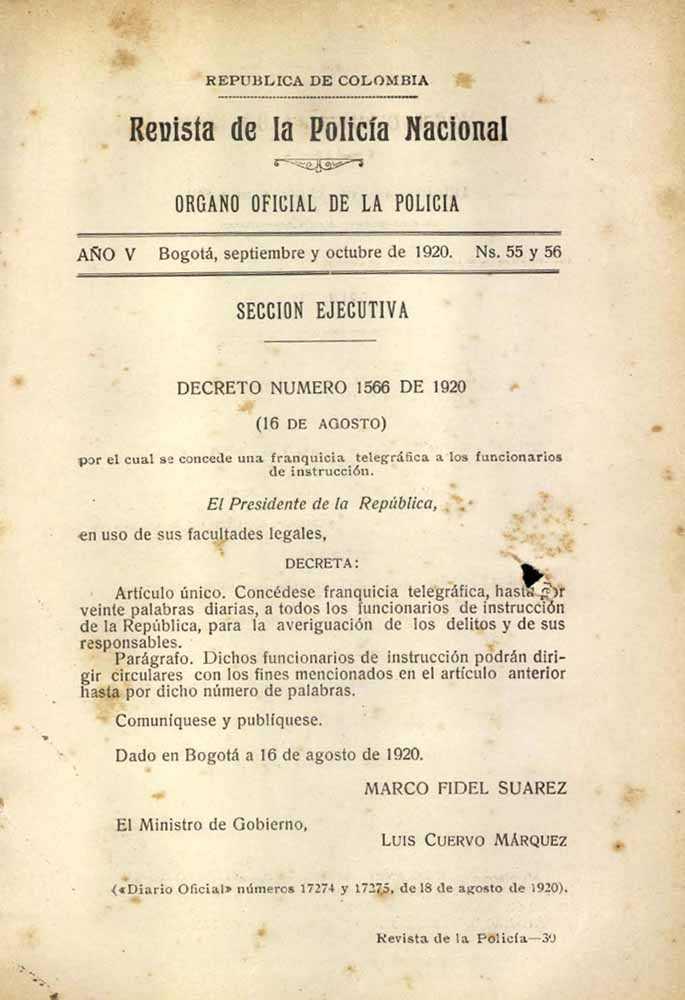 REPUBLICA DE COLOMBIA
Revista de la Policía Nacional
ORGANO OFICIAL DE LA POLICIA
AÑO V Bogotá, septiembre y octubre de 1920. Ns. 55 y 56
SECCION EJECUTIVA
DECRETO NUMERO 1566 DE 1920
(16 DE AGOSTO)
por el cual se concede una franquicia telegráfica a los funcionarios
de instrucción.
El Presidente de la República,
en uso de sus facultades legales,
DECRETA:
Artículo único. Concédese franquicia telegráfica, hasta por
veinte palabras diarias, a todos los funcionarios de instrucción
de la República, para la averiguación de los delitos y de sus
responsables.
Parágrafo. Dichos funcionarios de instrucción podrán diri-
gir circulares con los fines mencionados en el artículo anterior
hasta por dicho número de palabras.
Comuníquese y publíquese.
Dado en Bogotá a 16 de agosto de 1920.
MARCO FIDEL SUAREZ
El Ministro de Gobierno,
LUIS CUERVO MÁRQUEZ
(«Diario Oficial» números 17274 y 17275, de 18 de agosto de 1920).
Revista de la Policía—39